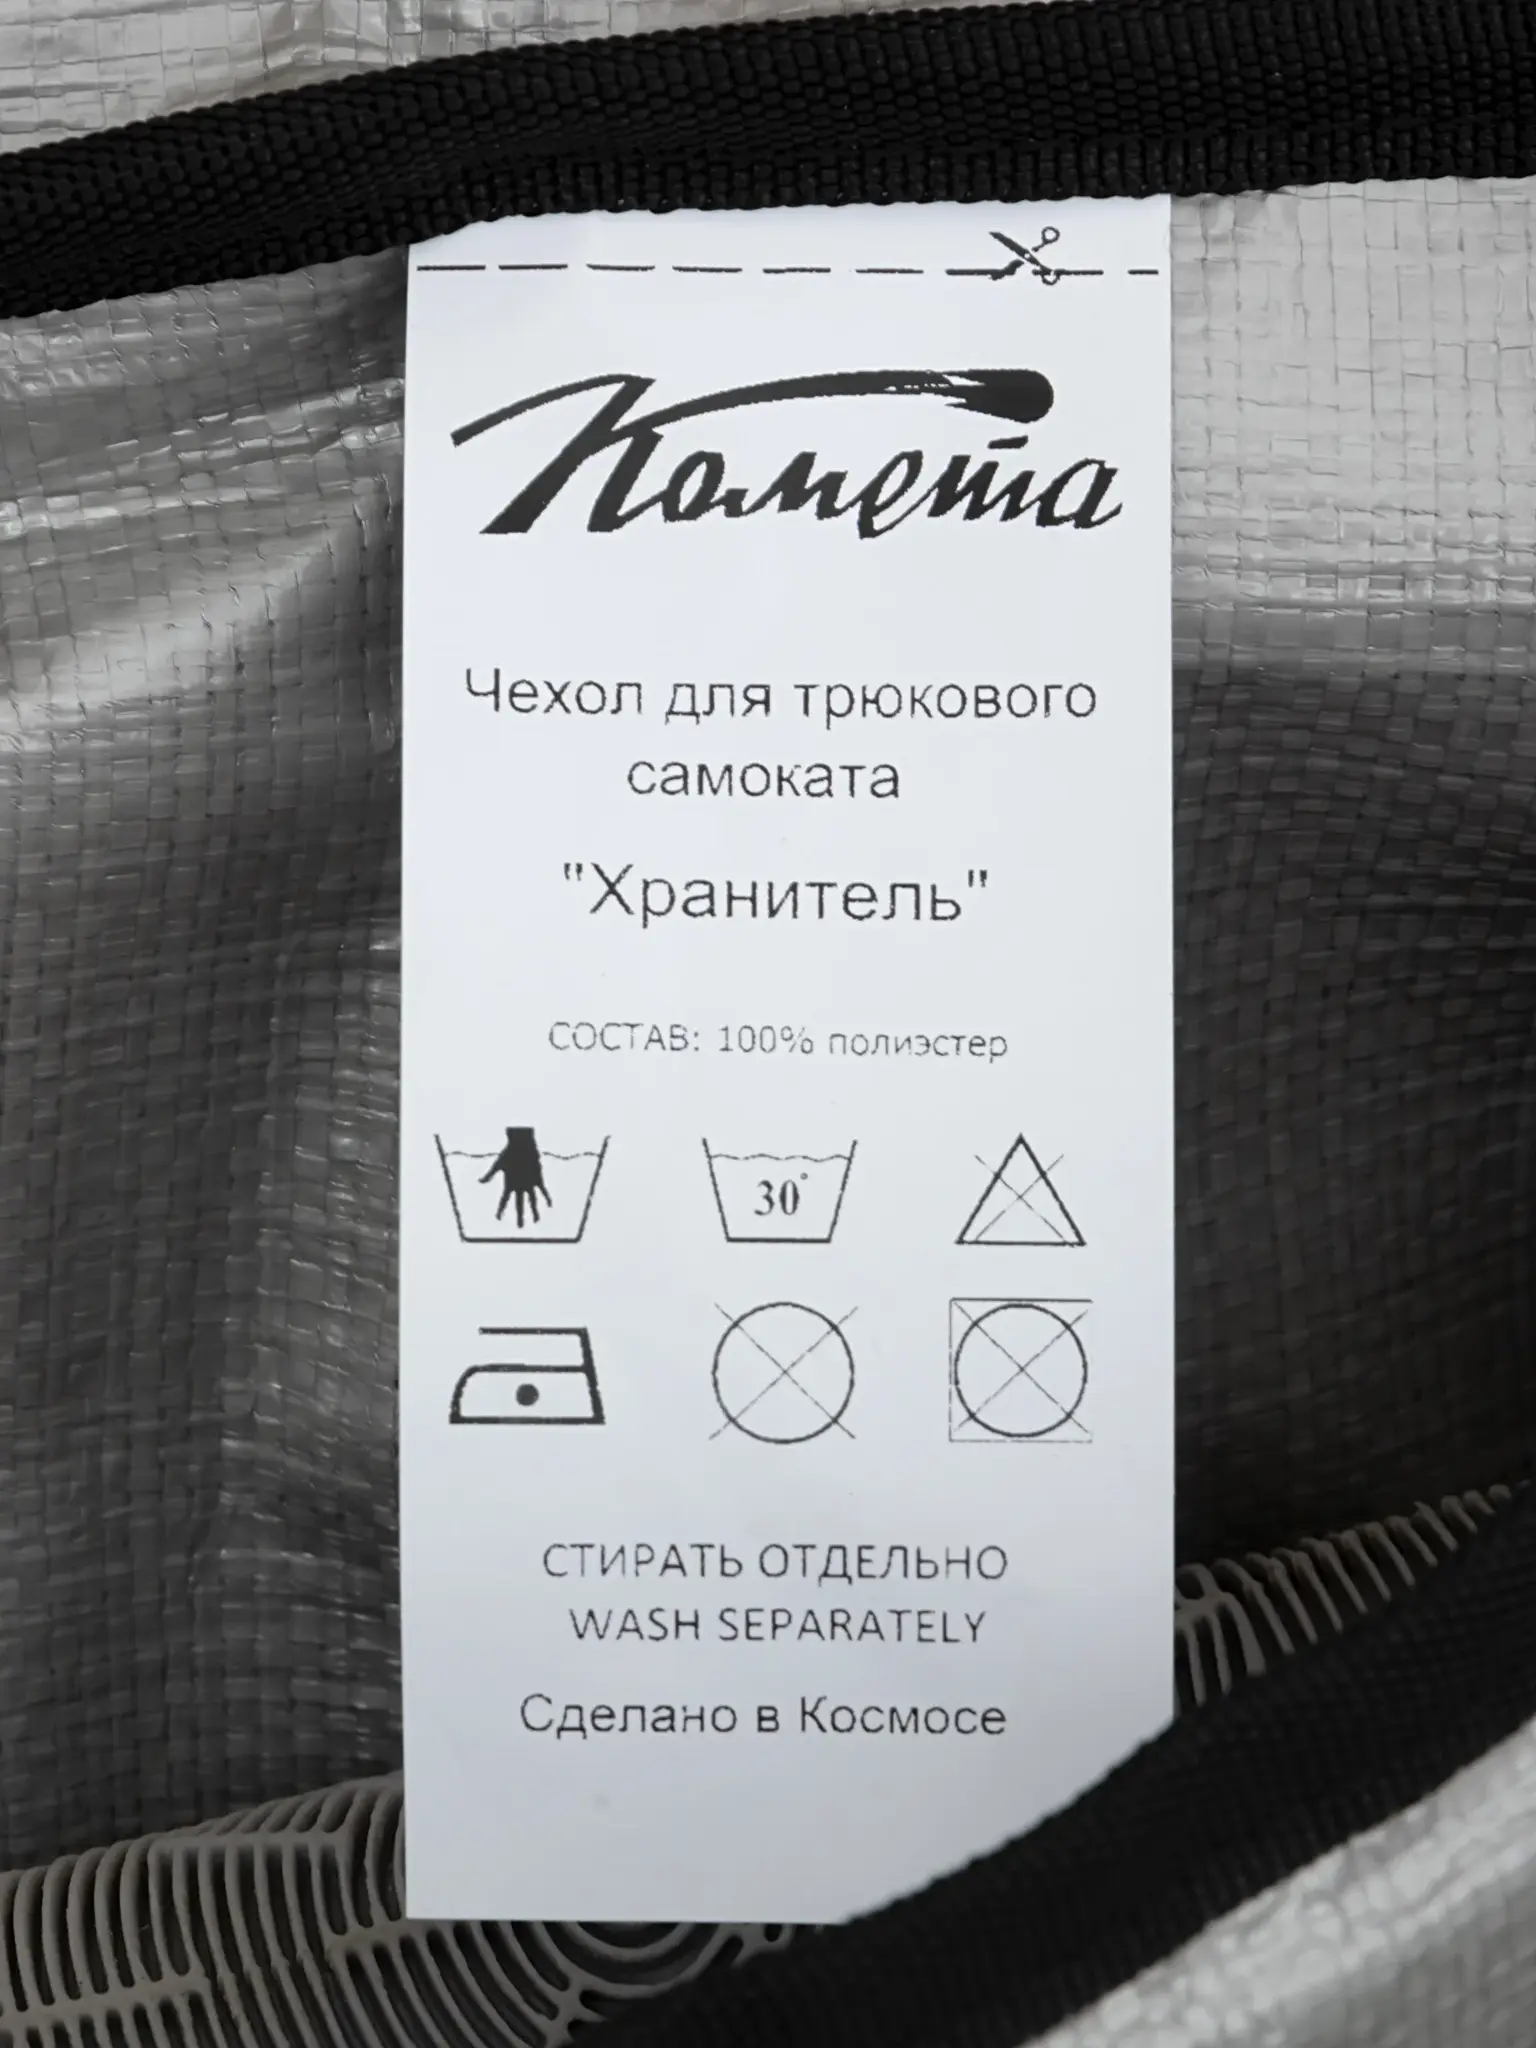 Комета
Чехол для трюкового
самоката
"Хранитель"
СОСТАВ: 100% полиэстер
30°
СТИРАТЬ ОТДЕЛЬНО
WASH SEPARATELY
Сделано в Космосе